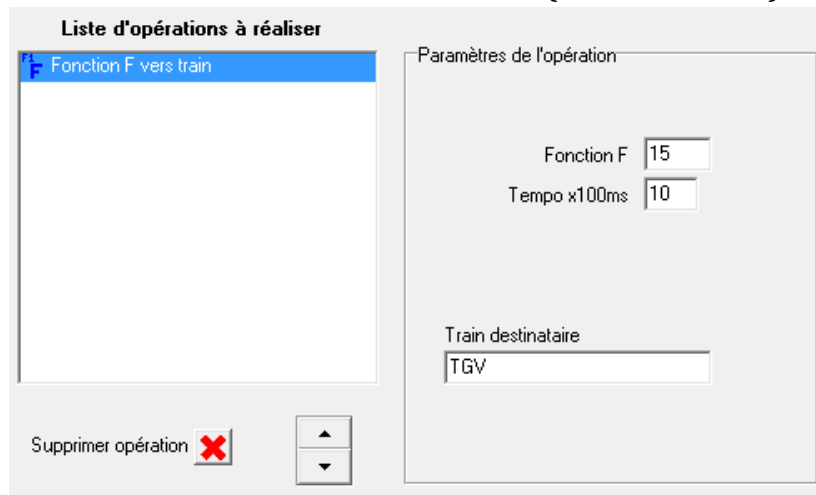 Liste d'opérations à réaliser
F1
F Fonction F vers train
Paramètres de l'opération
Fonction F 15
Tempo x100ms 10
Train destinataire
TGV
Supprimer opération